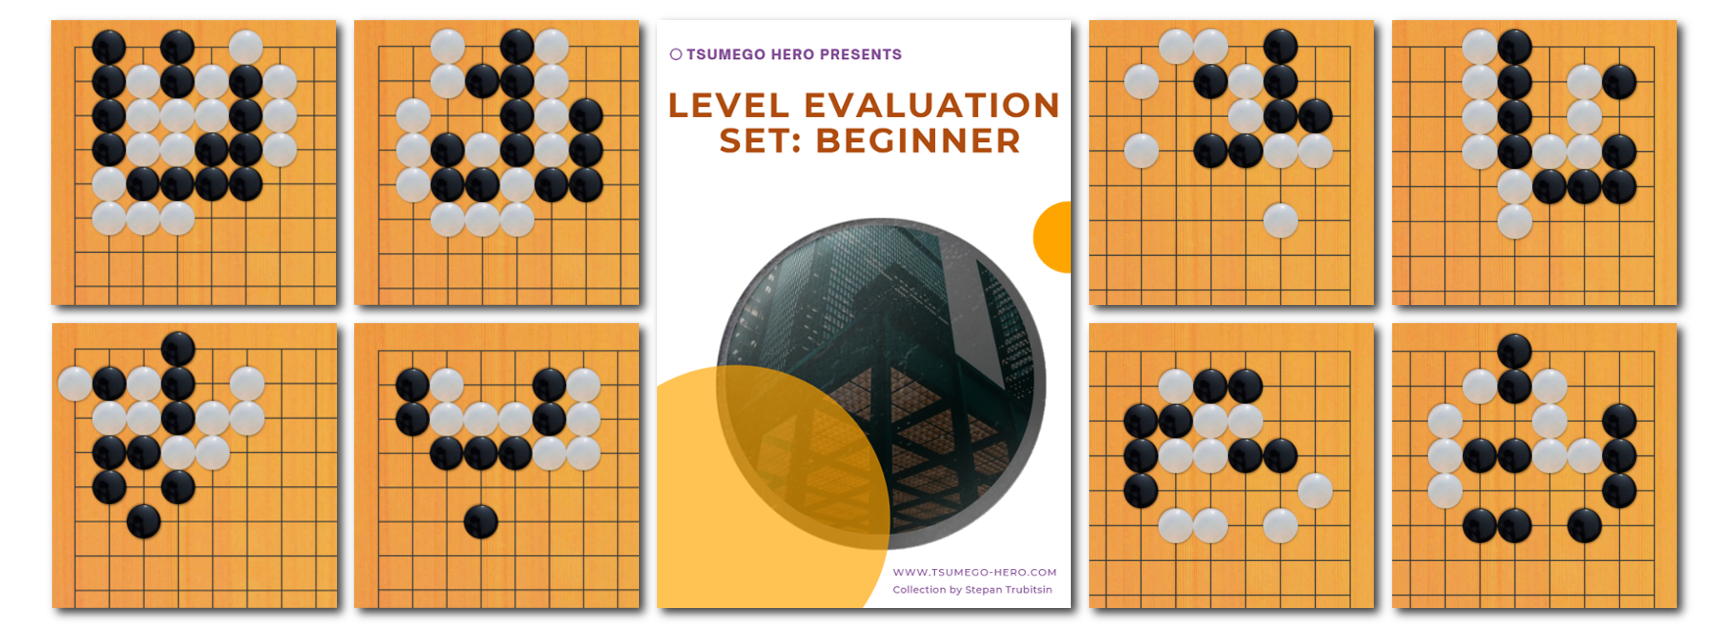 TSUMEGO HERO PRESENTS
LEVEL EVALUATION
SET: BEGINNER
WWW.TSUMEGO-HERO.COM
Collection by Stepan Trubitsin